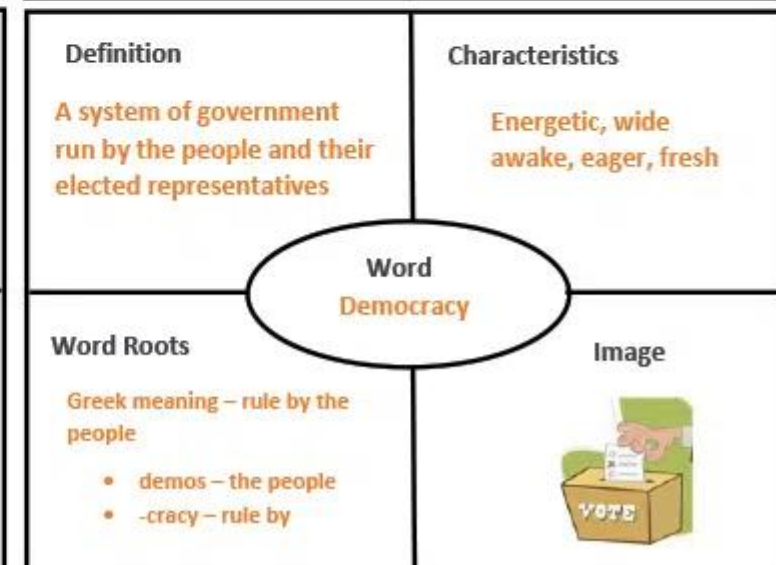 Definition
A system of government
run by the people and their
elected representatives
Characteristics
Energetic, wide
awake, eager, fresh
Word
Democracy
Word Roots
Greek meaning – rule by the
people
• demos – the people
• -cracy – rule by
Image
VOTE